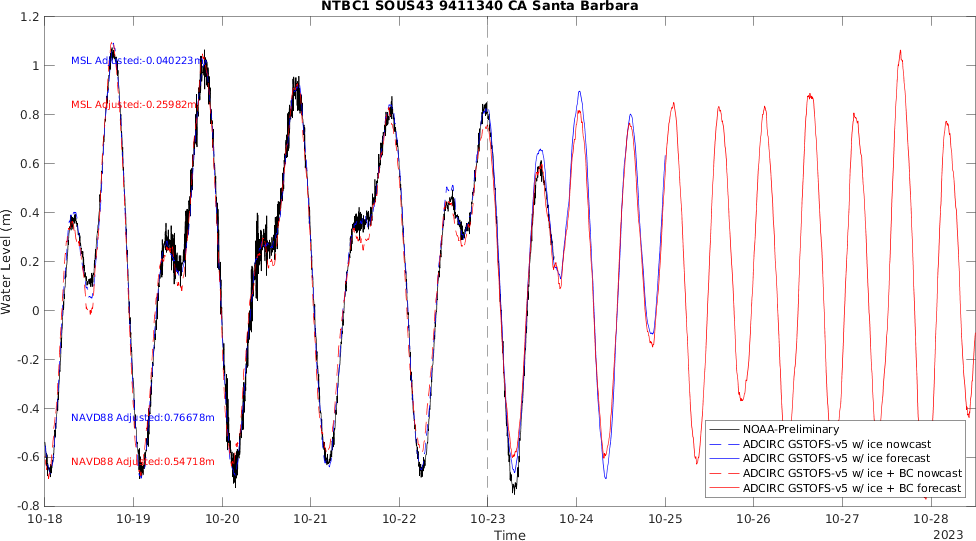 NTBC1 SOUS43 9411340 CA Santa Barbara
1.2
1
0.8
0.6
0.4
0.2
0
-0.2
-0.4
-0.6
-0.8
Water Level (m)
MSL Adjusted:-0.040223m
MSL Adjusted:-0.25982m
NAVD88 Adjusted:0.76678m
NAVD88 Adjusted:0.54718m
NOAA-Preliminary
ADCIRC GSTOFS-v5 w/ ice nowcast
ADCIRC GSTOFS-v5 w/ ice forecast
ADCIRC GSTOFS-v5 w/ ice + BC nowcast
ADCIRC GSTOFS-v5 w/ ice + BC forecast
10-18 10-19 10-20 10-21 10-22 10-23 10-24 10-25 10-26 10-27 10-28
Time
2023